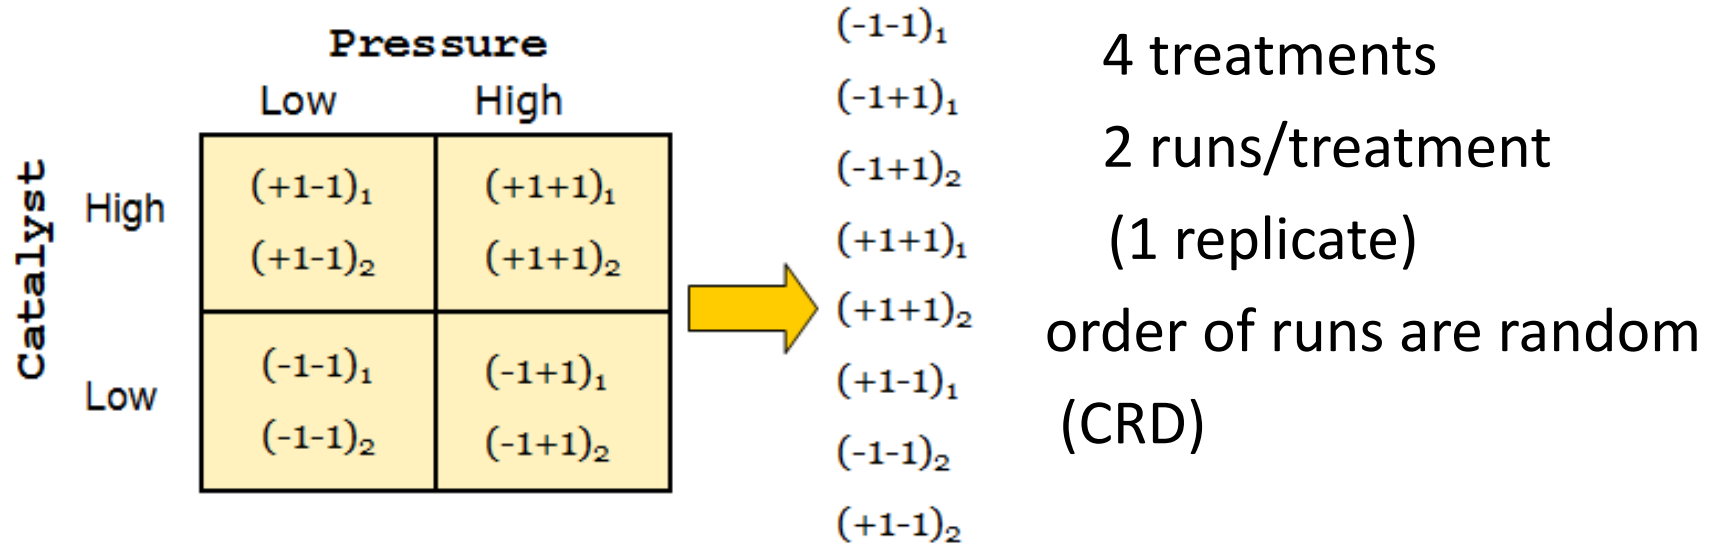 Pressure
Low High
Catalyst
High
(+1-1)₁ (+1+1)₁
(+1-1)₂ (+1+1)₂
Low
(-1-1)₁ (-1+1)₁
(-1-1)₂ (-1+1)₂
(-1-1)₁
(-1+1)₁
(-1+1)₂
(+1+1)₁
(+1+1)₂
(+1-1)₁
(-1-1)₂
(+1-1)₂
4 treatments
2 runs/treatment
(1 replicate)
order of runs are random
(CRD)